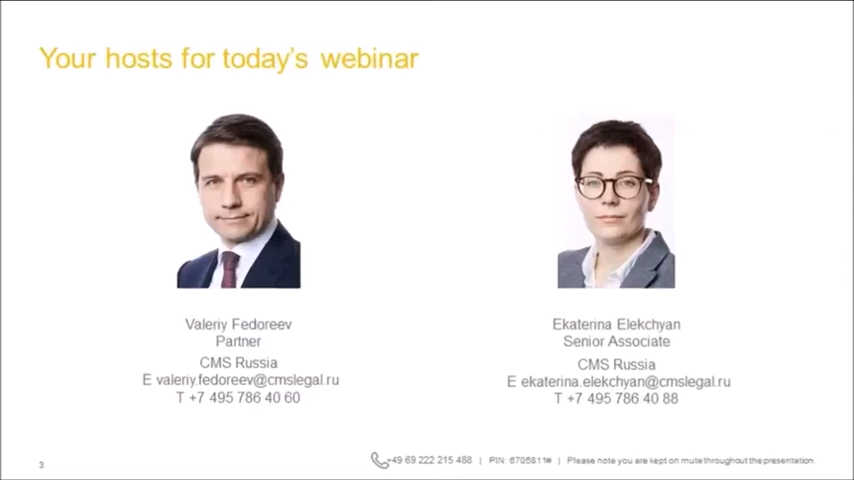 Your hosts for today's webinar
Valeriy Fedoreev
Partner
CMS Russia
E valeriy.fedoreev@cmslegal.ru
T +7 495 786 40 60
Ekaterina Elekchyan
Senior Associate
CMS Russia
E ekaterina.elekchyan@cmslegal.ru
T +7 495 786 40 88
3
+49 69 222 215 488 | PIN: 6705811# | Please note you are kept on mute throughout the presentation.